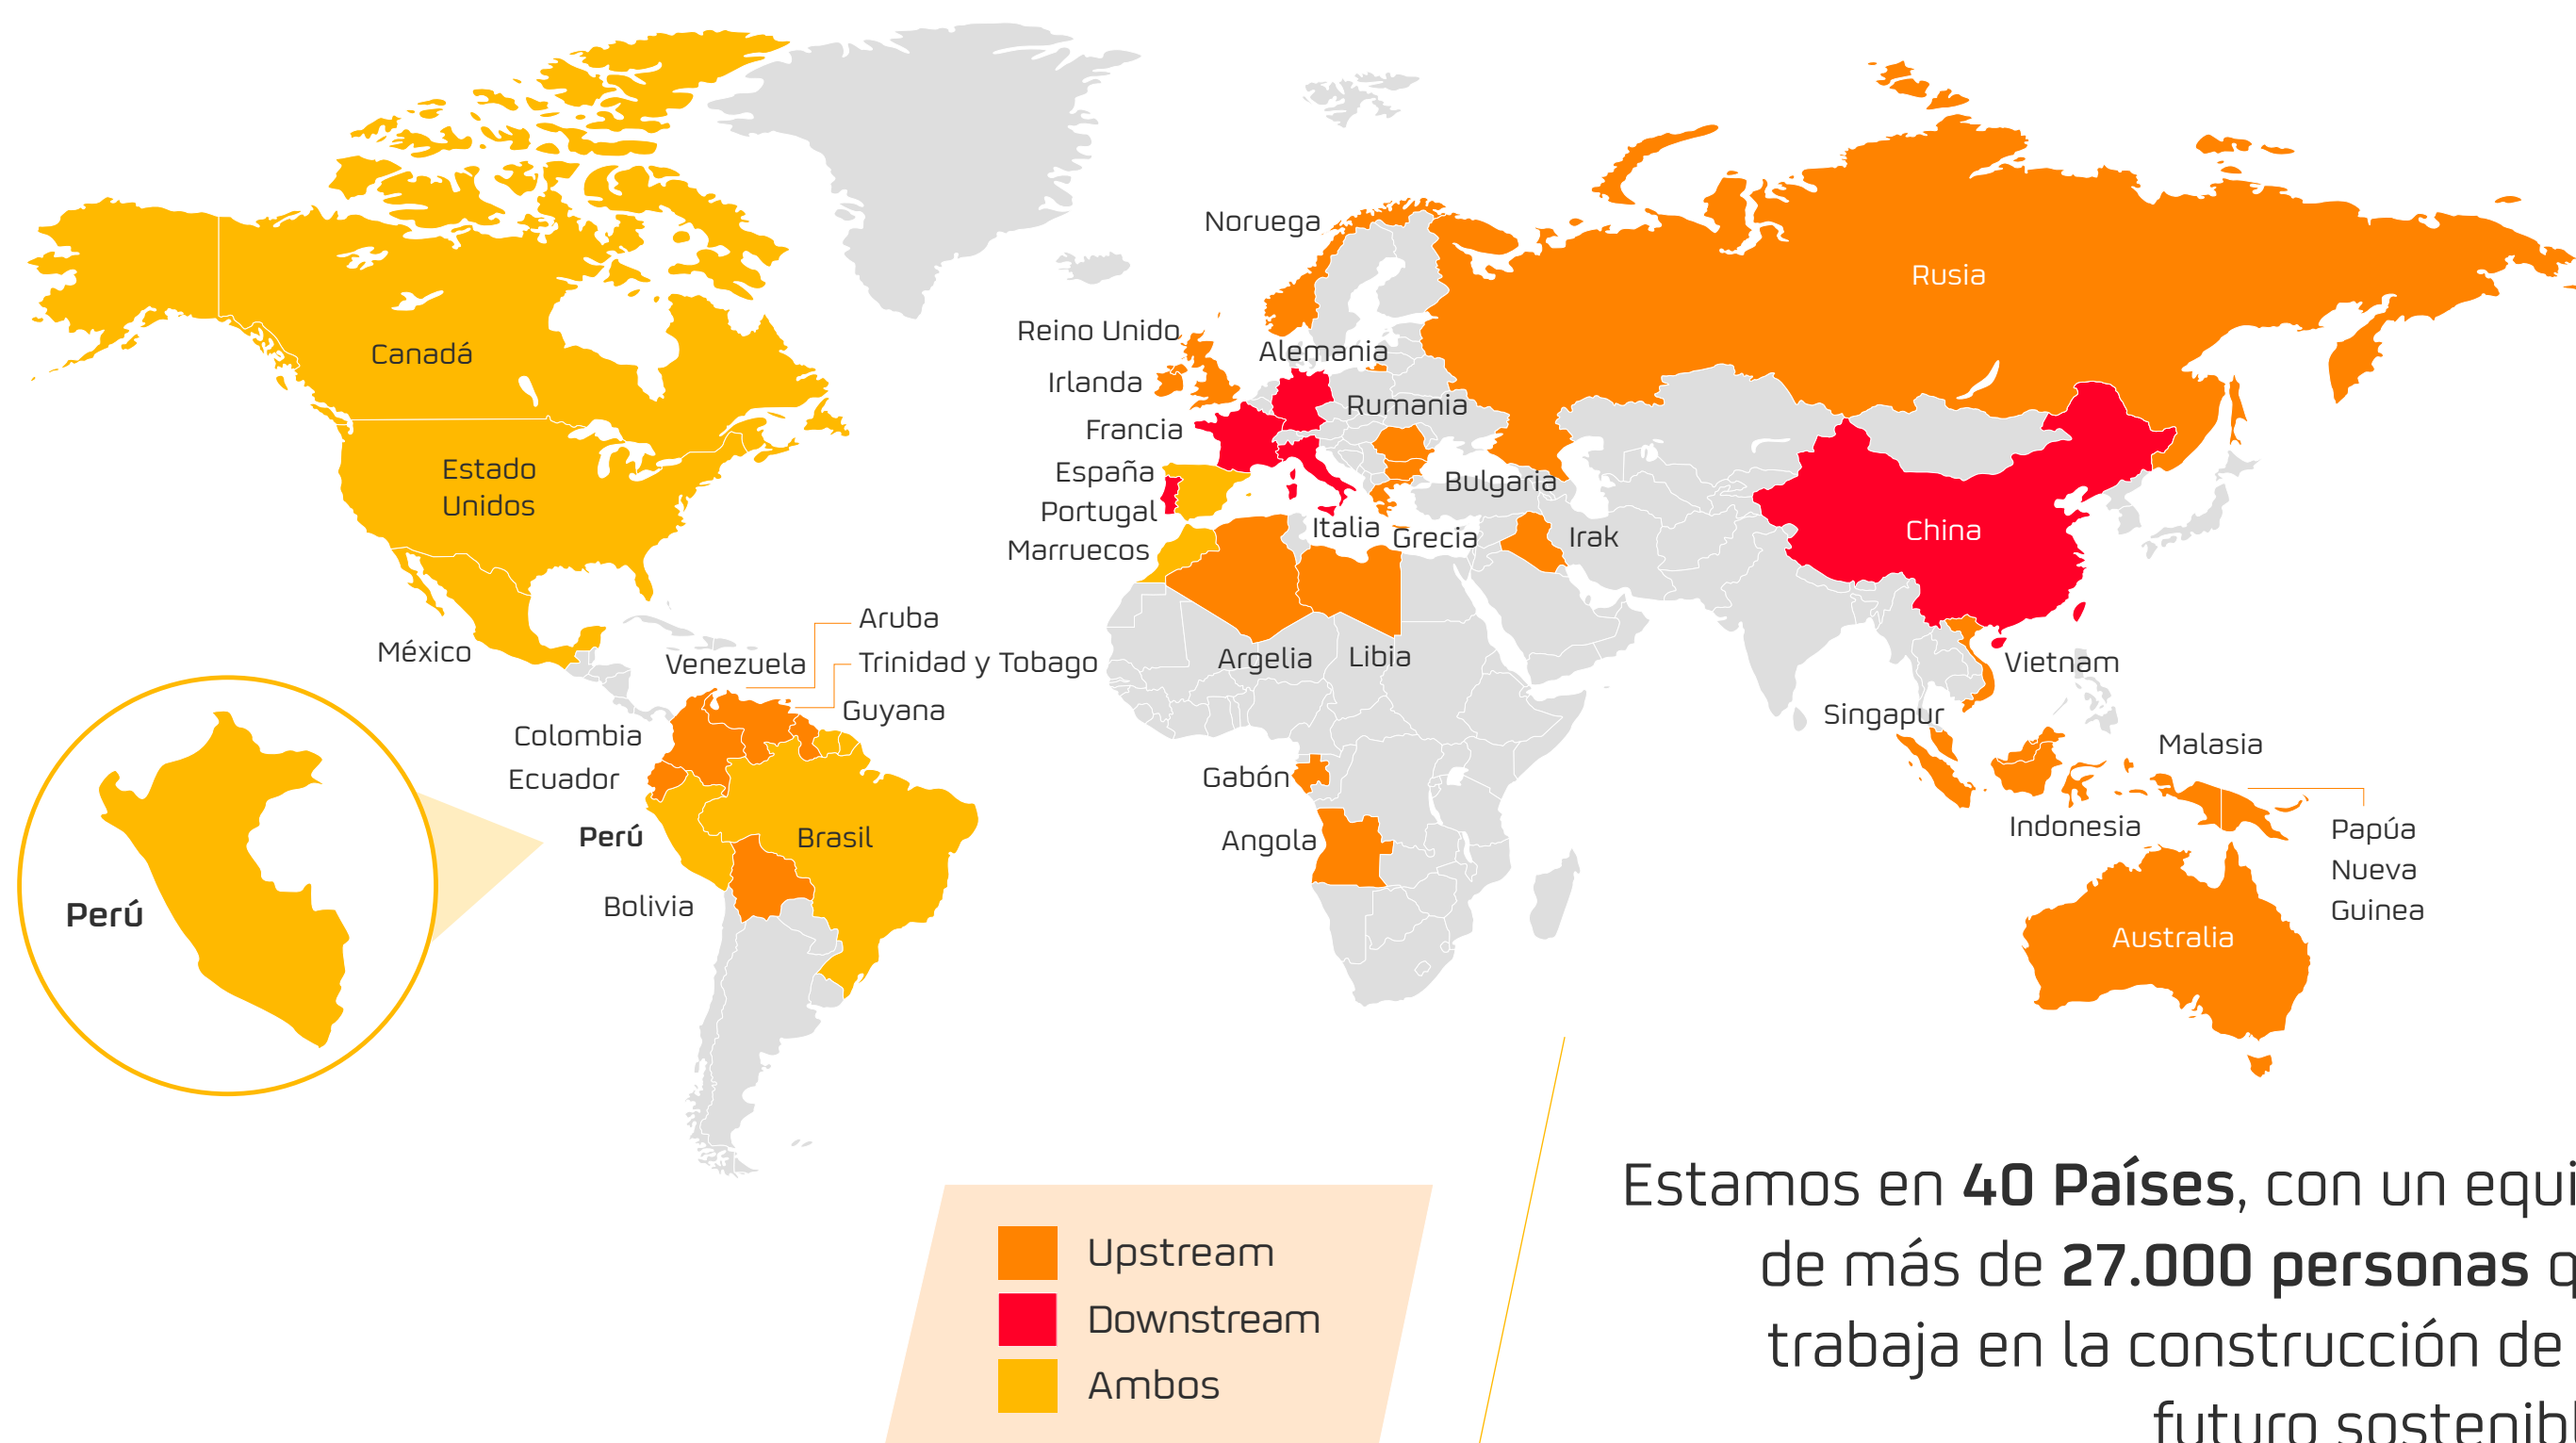 Noruega
Rusia
Reino Unido
Alemania
Canadá
Irlanda
Rumania
Francia
Estado
Unidos
España
Bulgaria
Portugal
Italia
Grecia
Irak
China
Marruecos
Aruba
México
Venezuela
Trinidad y Tobago
Argelia
Libia
Vietnam
Guyana
Colombia
Singapur
Malasia
Ecuador
Gabón
Perú
Brasil
Angola
Indonesia
Papúa
Nueva
Guinea
Bolivia
Perú
Australia
Estamos en 40 Países, con un equi
de más de 27.000 personas q
trabaja en la construcción de
futuro sostenibl
Upstream
Downstream
Ambos